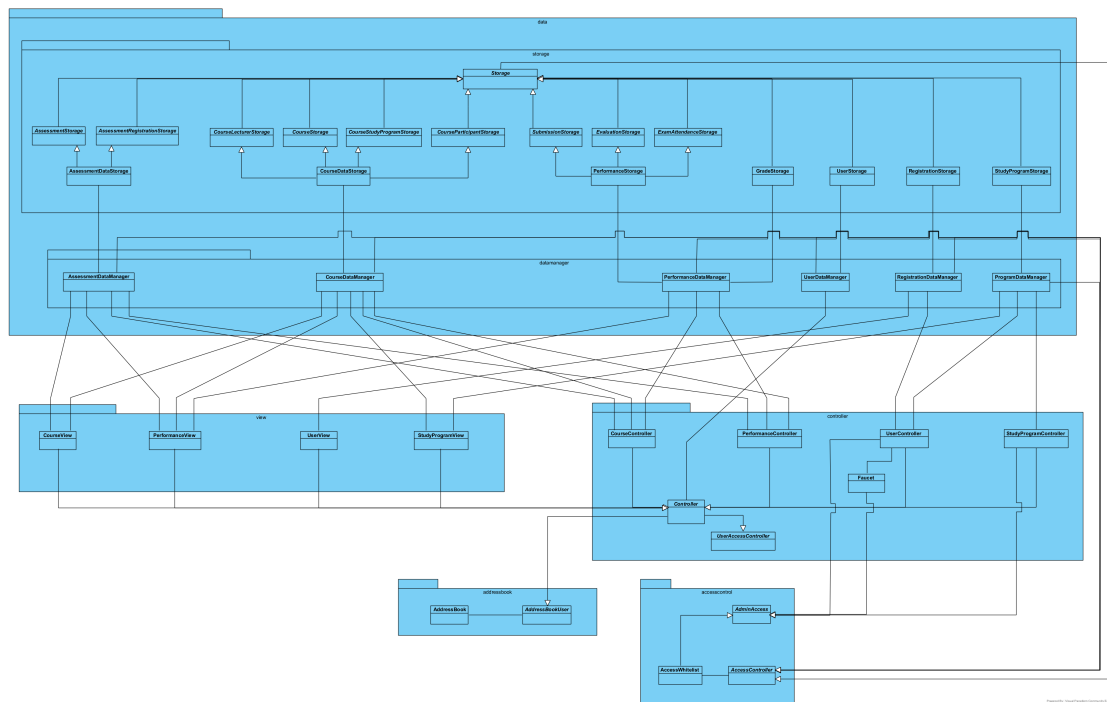 data
storage
Storage
AssessmentStorage
AssessmentRegistrationStorage
CourseLecturerStorage
CourseStorage
CourseStudyProgramStorage
CourseParticipantStorage
SubmissionStorage
EvaluationStorage
ExamAttendanceStorage
AssessmentDataStorage
CourseDataStorage
PerformanceStorage
GradeStorage
UserStorage
RegistrationStorage
StudyProgramStorage
datamanager
AssessmentDataManager
CourseDataManager
PerformanceDataManager
UserDataManager
RegistrationDataManager
ProgramDataManager
view
controller
CourseView
PerformanceView
UserView
StudyProgramView
CourseController
PerformanceController
UserController
StudyProgramController
Faucet
Controller
UserAccessController
addressbook
accesscontrol
AddressBook
AddressBookUser
AdminAccess
AccessWhitelist
AccessController